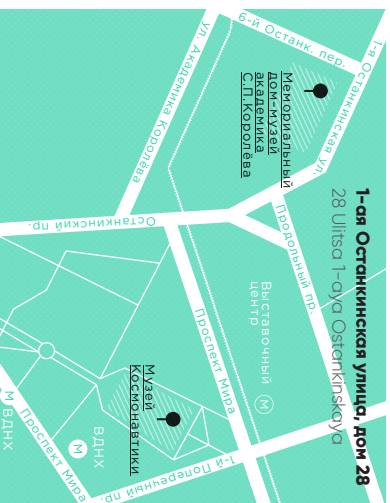 1-ая Останкинская улица, дом 28
28 Ulitsa 1-aya Ostankinskaya
1-я Останкинская ул.
6-й Останк. пер.
ул. Академика Королёва
Мемориальный
дом-музей
академика
С.П.Королёва
Продольный пр.
Останкинский пр.
Выставочный
центр
М
Проспект Мира
Музей
Космонавтики
1-й Поперечный пр.
ВДНХ
М
Проспект Мира
М ВДНХ